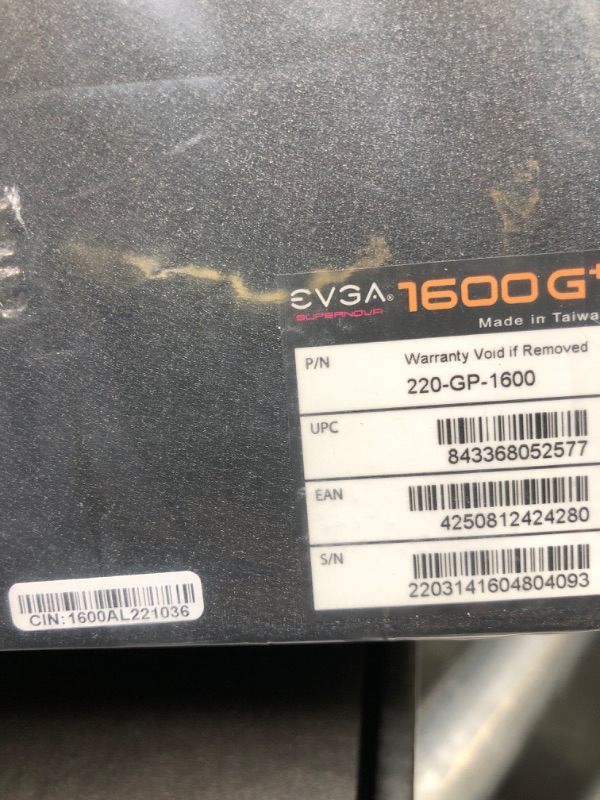 EVGA® 1600 G+
SUPERNOVA
Made in Taiwa
P/N
Warranty Void if Removed
220-GP-1600
UPC
843368052577
EAN
4250812424280
S/N
2203141604804093
CIN:1600AL221036